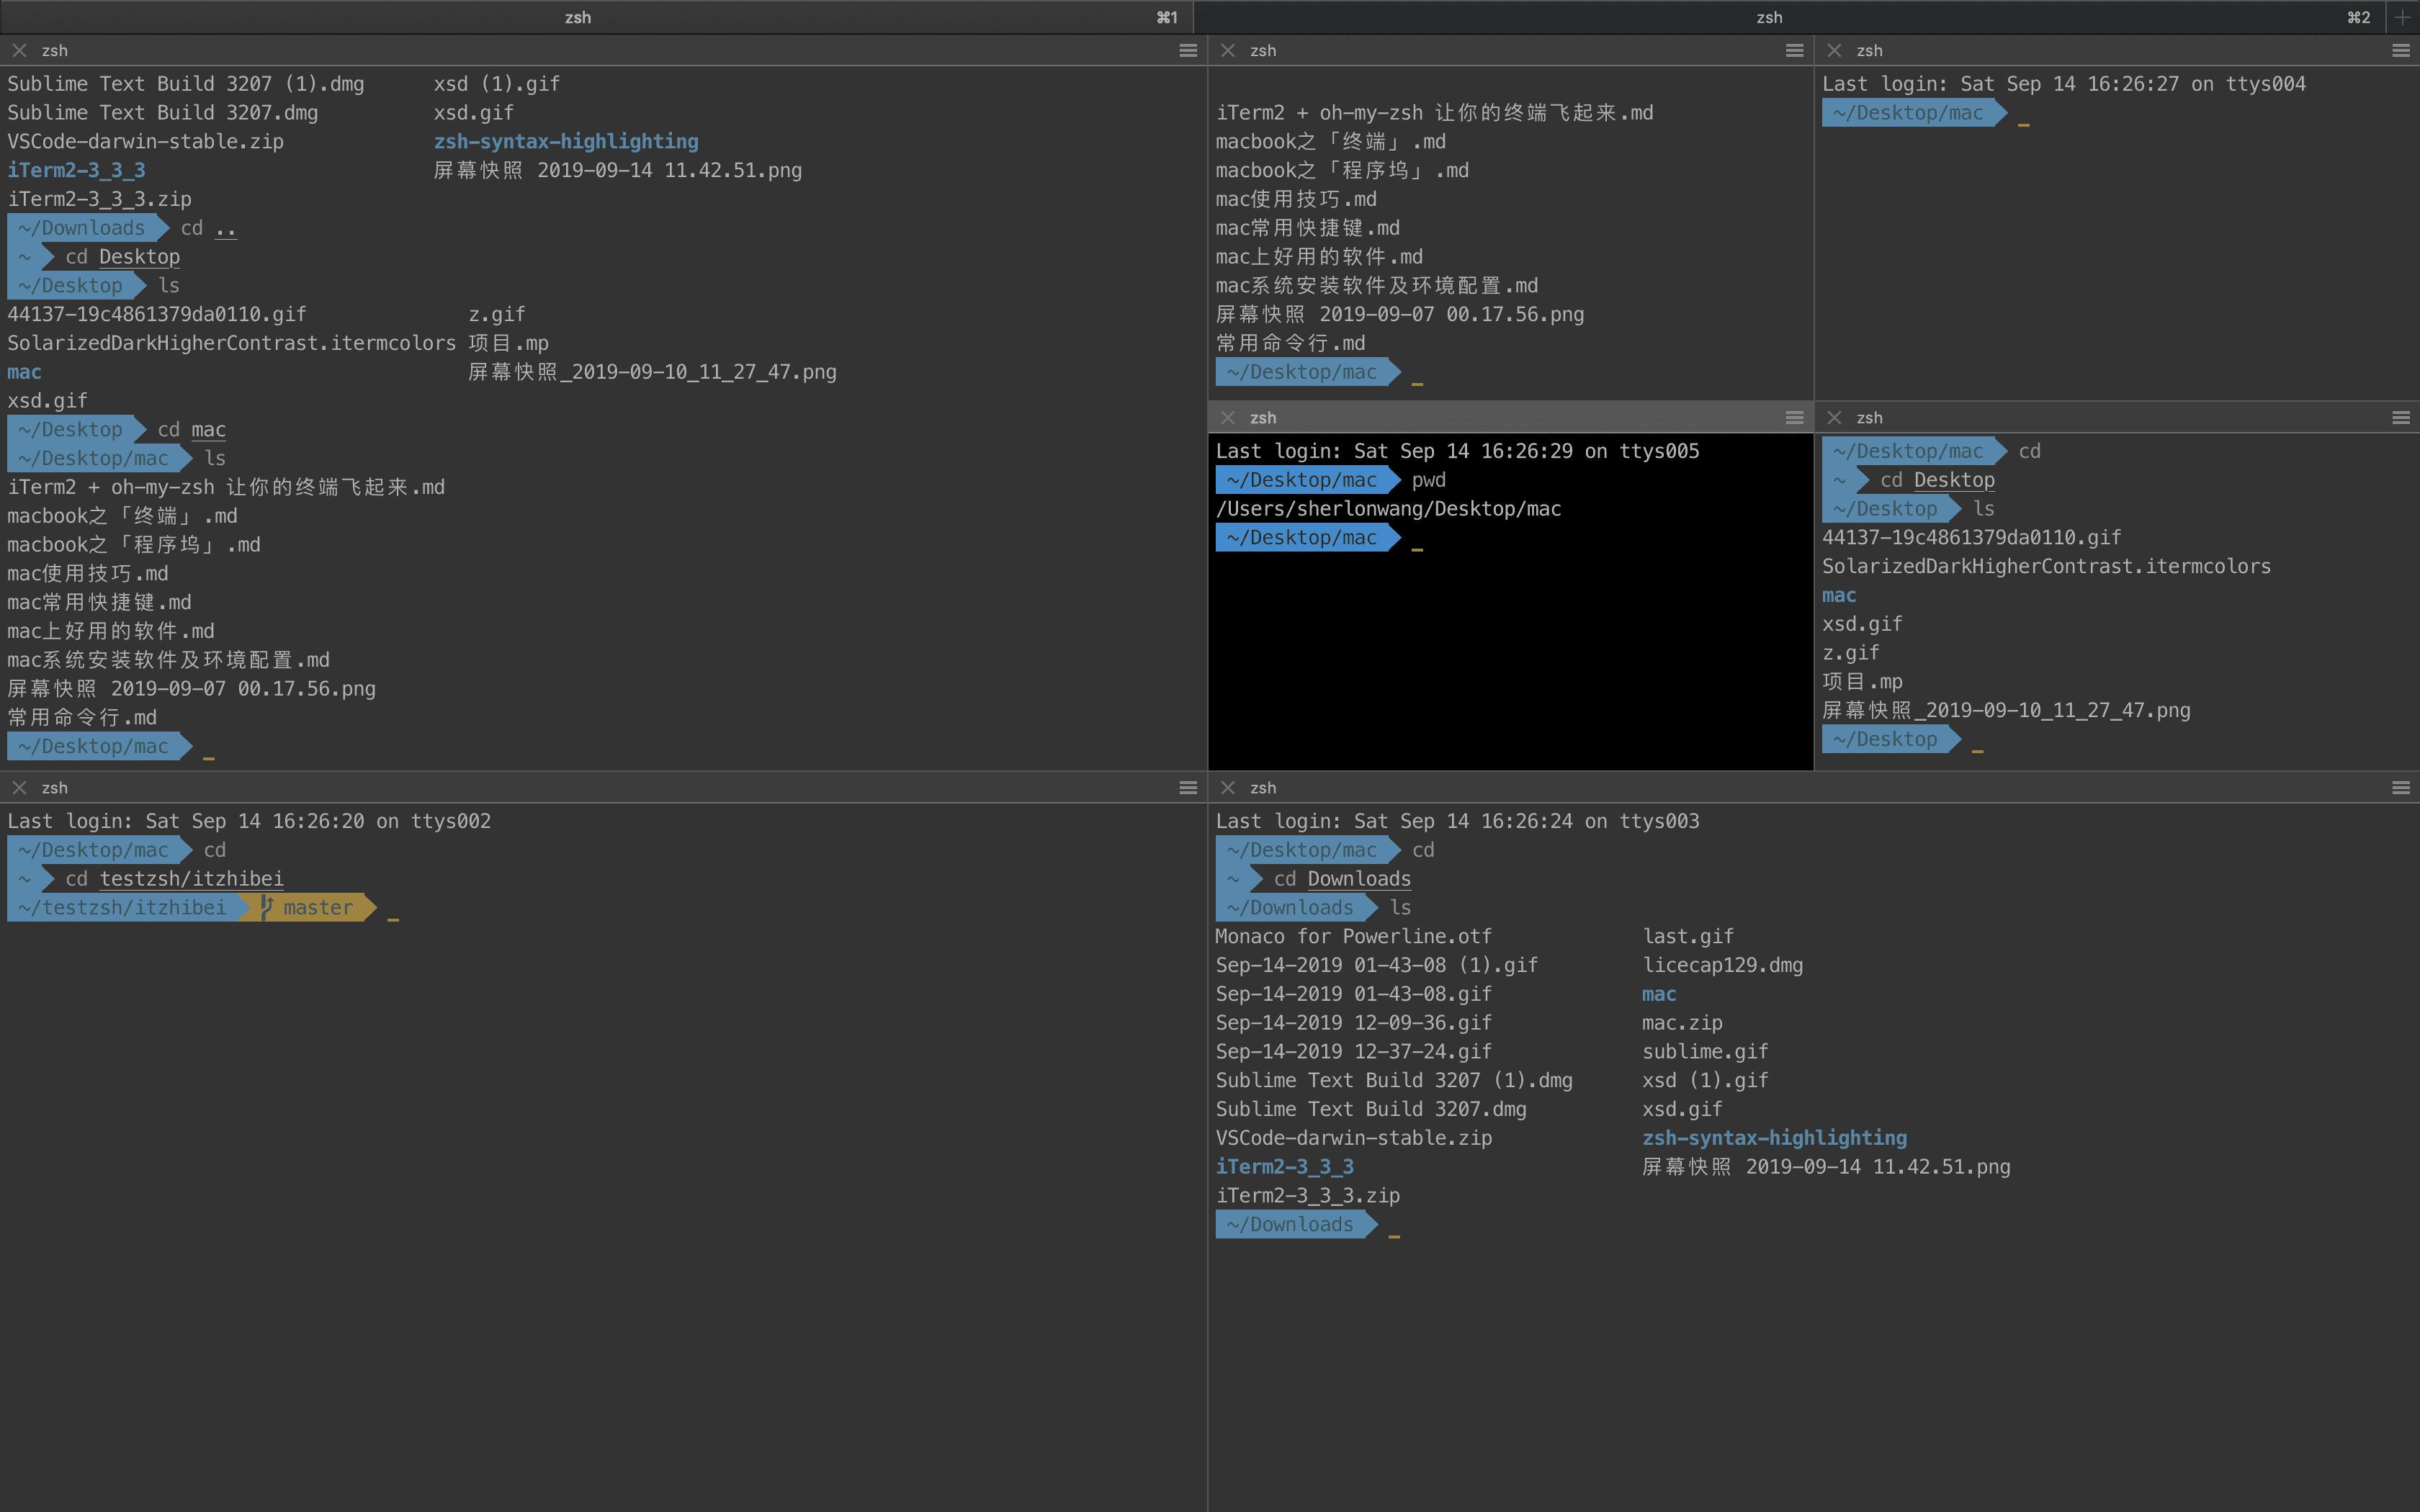 zsh ⌘1 zsh ⌘2
zsh
Sublime Text Build 3207 (1).dmg xsd (1).gif
Sublime Text Build 3207.dmg xsd.gif
VSCode-darwin-stable.zip zsh-syntax-highlighting
iTerm2-3_3_3 屏幕快照 2019-09-14 11.42.51.png
iTerm2-3_3_3.zip
~/Downloads cd ..
~ cd Desktop
~/Desktop ls
44137-19c4861379da0110.gif z.gif
SolarizedDarkHigherContrast.itermcolors 项目.mp
mac 屏幕快照_2019-09-10_11_27_47.png
xsd.gif
~/Desktop cd mac
~/Desktop/mac ls
iTerm2 + oh-my-zsh 让你的终端飞起来.md
macbook之「终端」.md
macbook之「程序坞」.md
mac使用技巧.md
mac常用快捷键.md
mac上好用的软件.md
mac系统安装软件及环境配置.md
屏幕快照 2019-09-07 00.17.56.png
常用命令行.md
~/Desktop/mac _
zsh
iTerm2 + oh-my-zsh 让你的终端飞起来.md
macbook之「终端」.md
macbook之「程序坞」.md
mac使用技巧.md
mac常用快捷键.md
mac上好用的软件.md
mac系统安装软件及环境配置.md
屏幕快照 2019-09-07 00.17.56.png
常用命令行.md
~/Desktop/mac _
zsh
Last login: Sat Sep 14 16:26:27 on ttys004
~/Desktop/mac _
zsh
Last login: Sat Sep 14 16:26:29 on ttys005
~/Desktop/mac pwd
/Users/sherlonwang/Desktop/mac
~/Desktop/mac _
zsh
~/Desktop/mac cd
~ cd Desktop
~/Desktop ls
44137-19c4861379da0110.gif
SolarizedDarkHigherContrast.itermcolors
mac
xsd.gif
z.gif
项目.mp
屏幕快照_2019-09-10_11_27_47.png
~/Desktop _
zsh
Last login: Sat Sep 14 16:26:20 on ttys002
~/Desktop/mac cd
~ cd testzsh/itzhibei
~/testzsh/itzhibei master _
zsh
Last login: Sat Sep 14 16:26:24 on ttys003
~/Desktop/mac cd
~ cd Downloads
~/Downloads ls
Monaco for Powerline.otf last.gif
Sep-14-2019 01-43-08 (1).gif licecap129.dmg
Sep-14-2019 01-43-08.gif mac
Sep-14-2019 12-09-36.gif mac.zip
Sep-14-2019 12-37-24.gif sublime.gif
Sublime Text Build 3207 (1).dmg xsd (1).gif
Sublime Text Build 3207.dmg xsd.gif
VSCode-darwin-stable.zip zsh-syntax-highlighting
iTerm2-3_3_3 屏幕快照 2019-09-14 11.42.51.png
iTerm2-3_3_3.zip
~/Downloads _